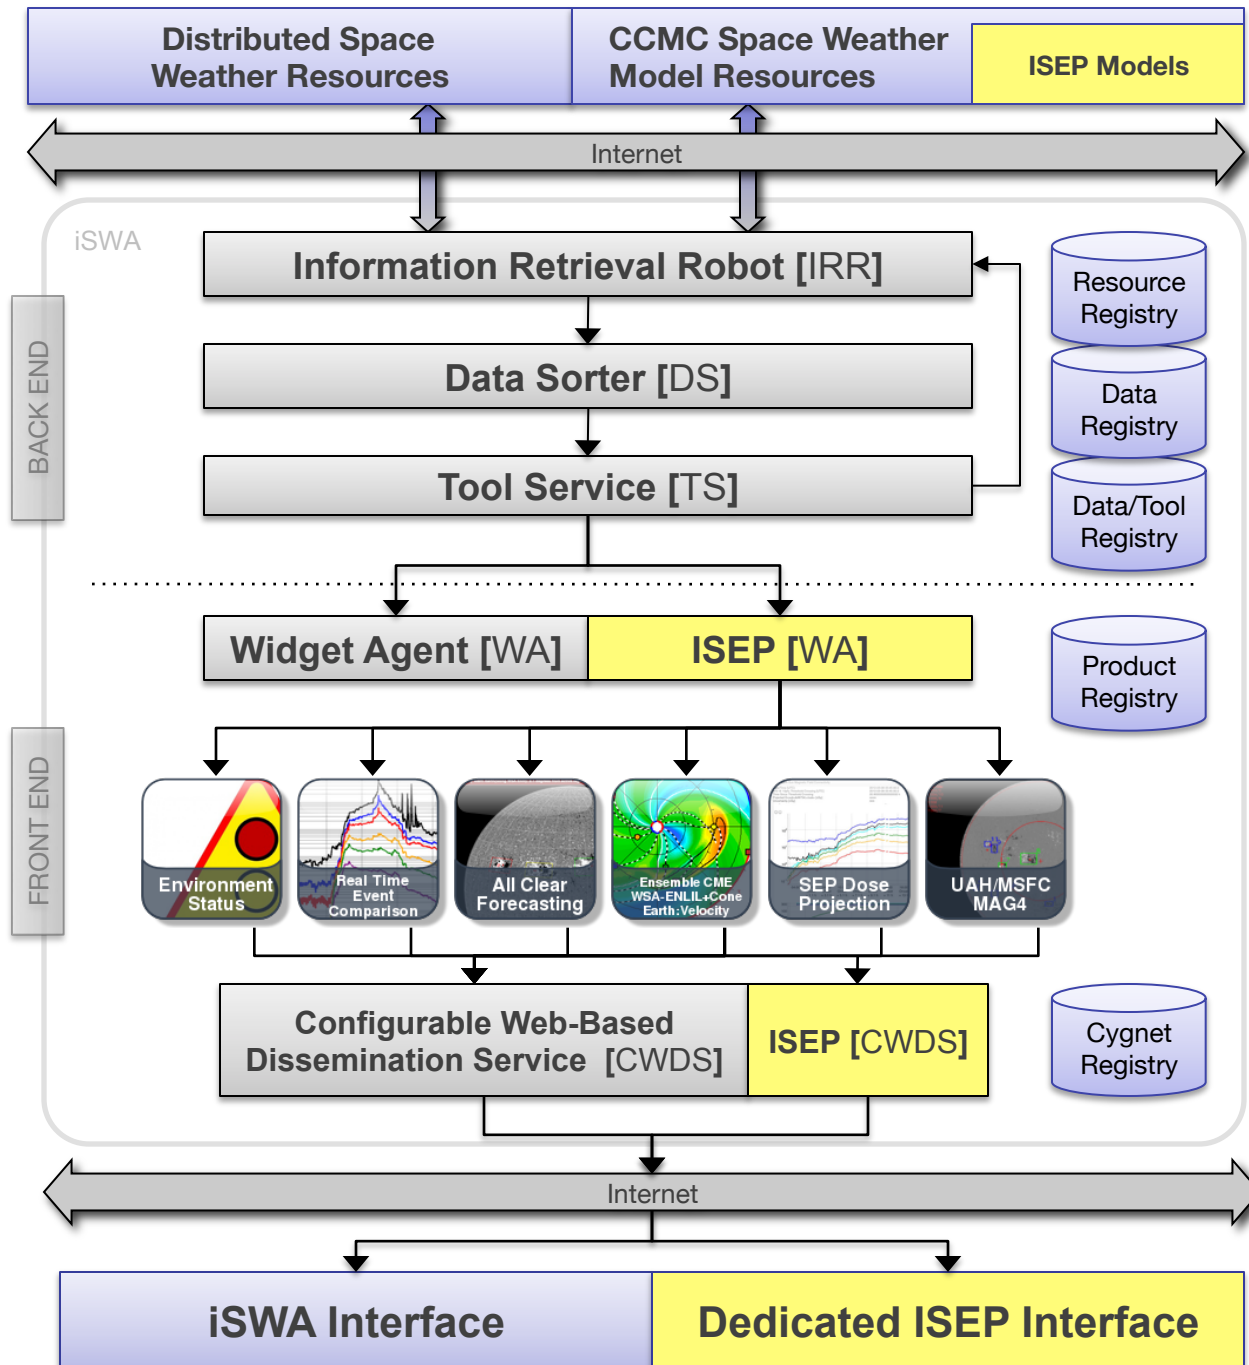 Distributed Space
Weather Resources
CCMC Space Weather
Model Resources
ISEP Models
Internet
iSWA
BACK END
Information Retrieval Robot [IRR]
Data Sorter [DS]
Tool Service [TS]
Resource
Registry
Data
Registry
Data/Tool
Registry
Widget Agent [WA]
ISEP [WA]
Product
Registry
FRONT END
Environment
Status
Real Time
Event
Comparison
All Clear
Forecasting
Ensemble CME
WSA-ENLIL+Cone
Earth:Velocity
SEP Dose
Projection
UAH/MSFC
MAG4
Configurable Web-Based
Dissemination Service [CWDS]
ISEP [CWDS]
Cygnet
Registry
Internet
iSWA Interface
Dedicated ISEP Interface